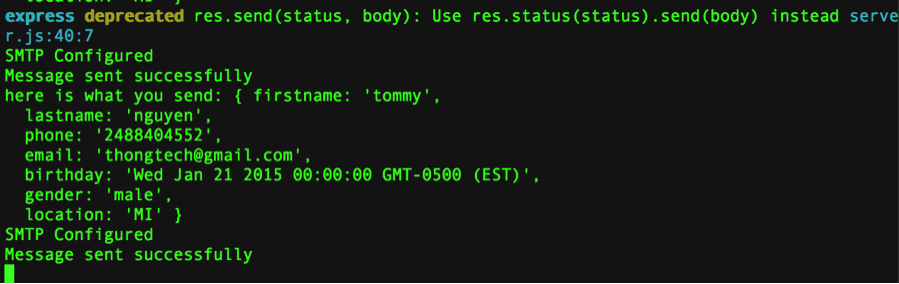 express deprecated res.send(status, body): Use res.status(status).send(body) instead serve
r.js:40:7
SMTP Configured
Message sent successfully
here is what you send: { firstname: 'tommy',
  lastname: 'nguyen',
  phone: '2488404552',
  email: 'thongtech@gmail.com',
  birthday: 'Wed Jan 21 2015 00:00:00 GMT-0500 (EST)',
  gender: 'male',
  location: 'MI' }
SMTP Configured
Message sent successfully